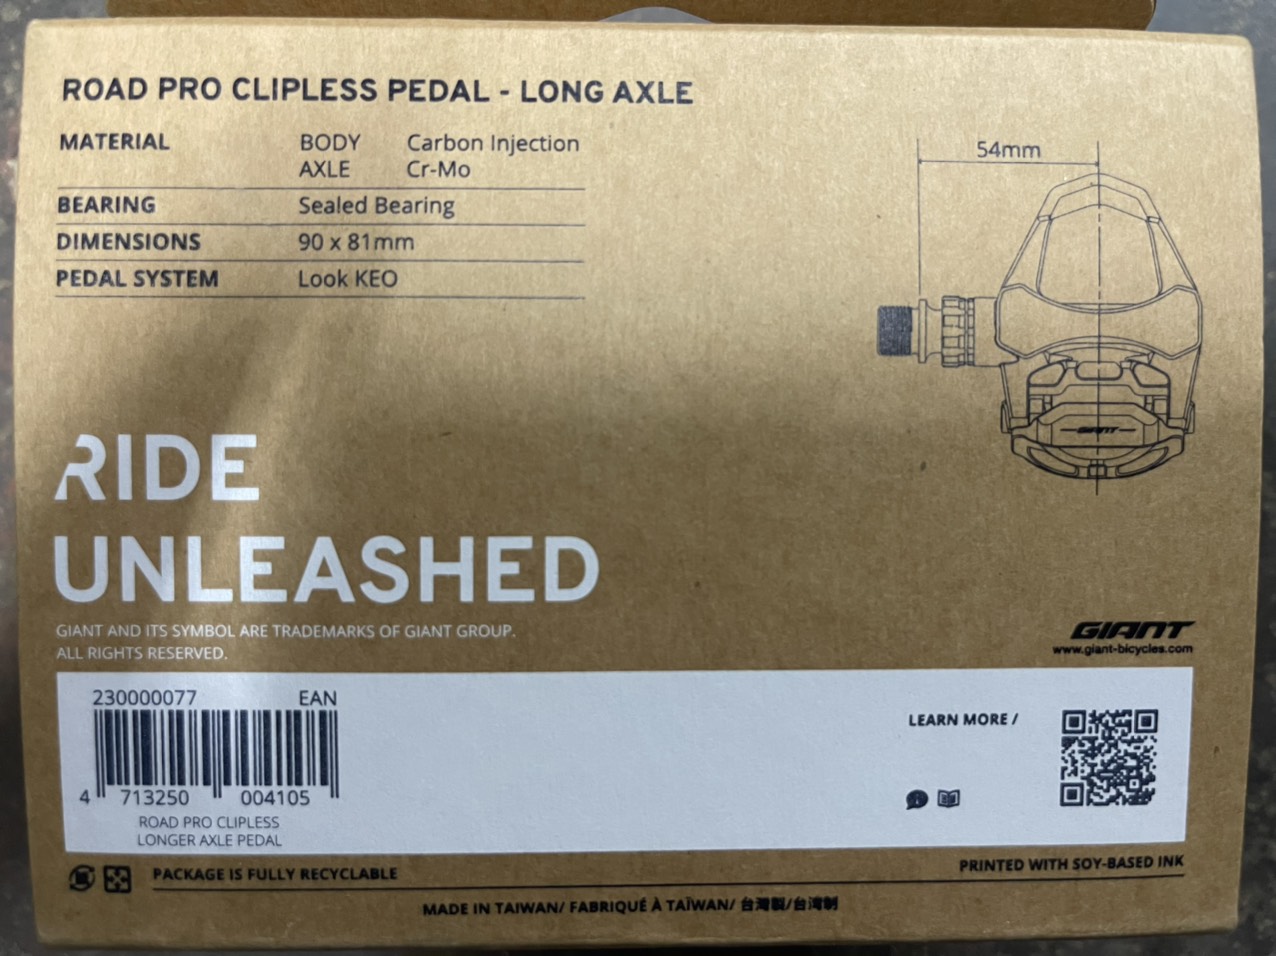 ROAD PRO CLIPLESS PEDAL - LONG AXLE
MATERIAL BODY Carbon Injection
AXLE Cr-Mo
BEARING Sealed Bearing
DIMENSIONS 90 x 81mm
PEDAL SYSTEM Look KEO
54mm
GIANT
RIDE
UNLEASHED
GIANT AND ITS SYMBOL ARE TRADEMARKS OF GIANT GROUP.
ALL RIGHTS RESERVED.
GIANT
www.giant-bicycles.com
230000077 EAN
4 713250 004105
ROAD PRO CLIPLESS
LONGER AXLE PEDAL
LEARN MORE /
PACKAGE IS FULLY RECYCLABLE
PRINTED WITH SOY-BASED INK
MADE IN TAIWAN/ FABRIQUÉ À TAÏWAN/ 台灣製/台湾制